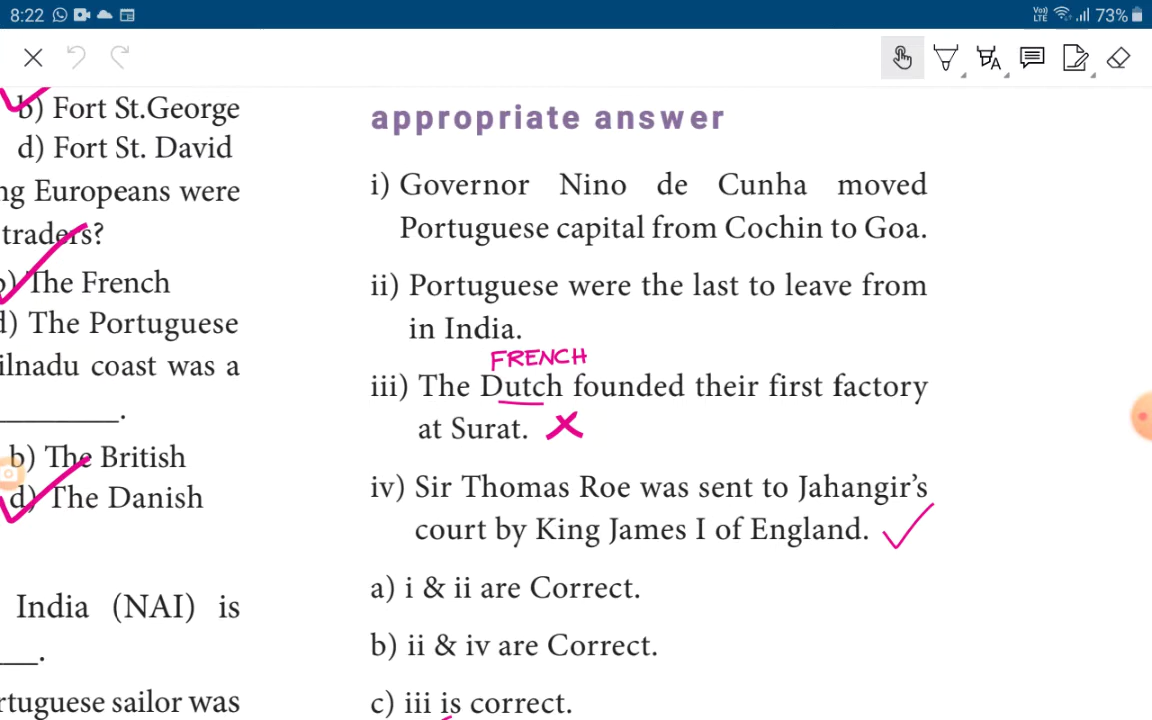 8:22 Vo) LTE 73%
b) Fort St.George
d) Fort St. David
ng Europeans were
traders?
b) The French
d) The Portuguese
ilnadu coast was a
________.
b) The British
d) The Danish
India (NAI) is
___.
rtuguese sailor was
appropriate answer
i) Governor Nino de Cunha moved
Portuguese capital from Cochin to Goa.
ii) Portuguese were the last to leave from
in India.
FRENCH
iii) The Dutch founded their first factory
at Surat.
iv) Sir Thomas Roe was sent to Jahangir's
court by King James I of England.
a) i & ii are Correct.
b) ii & iv are Correct.
c) iii is correct.